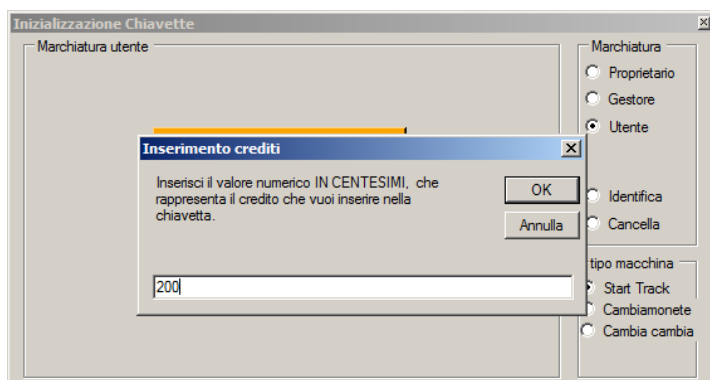 Inizializzazione Chiavette
Marchiatura utente
Marchiatura
Proprietario
Gestore
Utente
Identifica
Cancella
tipo macchina
Start Track
Cambiamonete
Cambia cambia
Inserimento crediti
Inserisci il valore numerico IN CENTESIMI, che
rappresenta il credito che vuoi inserire nella
chiavetta.
OK
Annulla
200